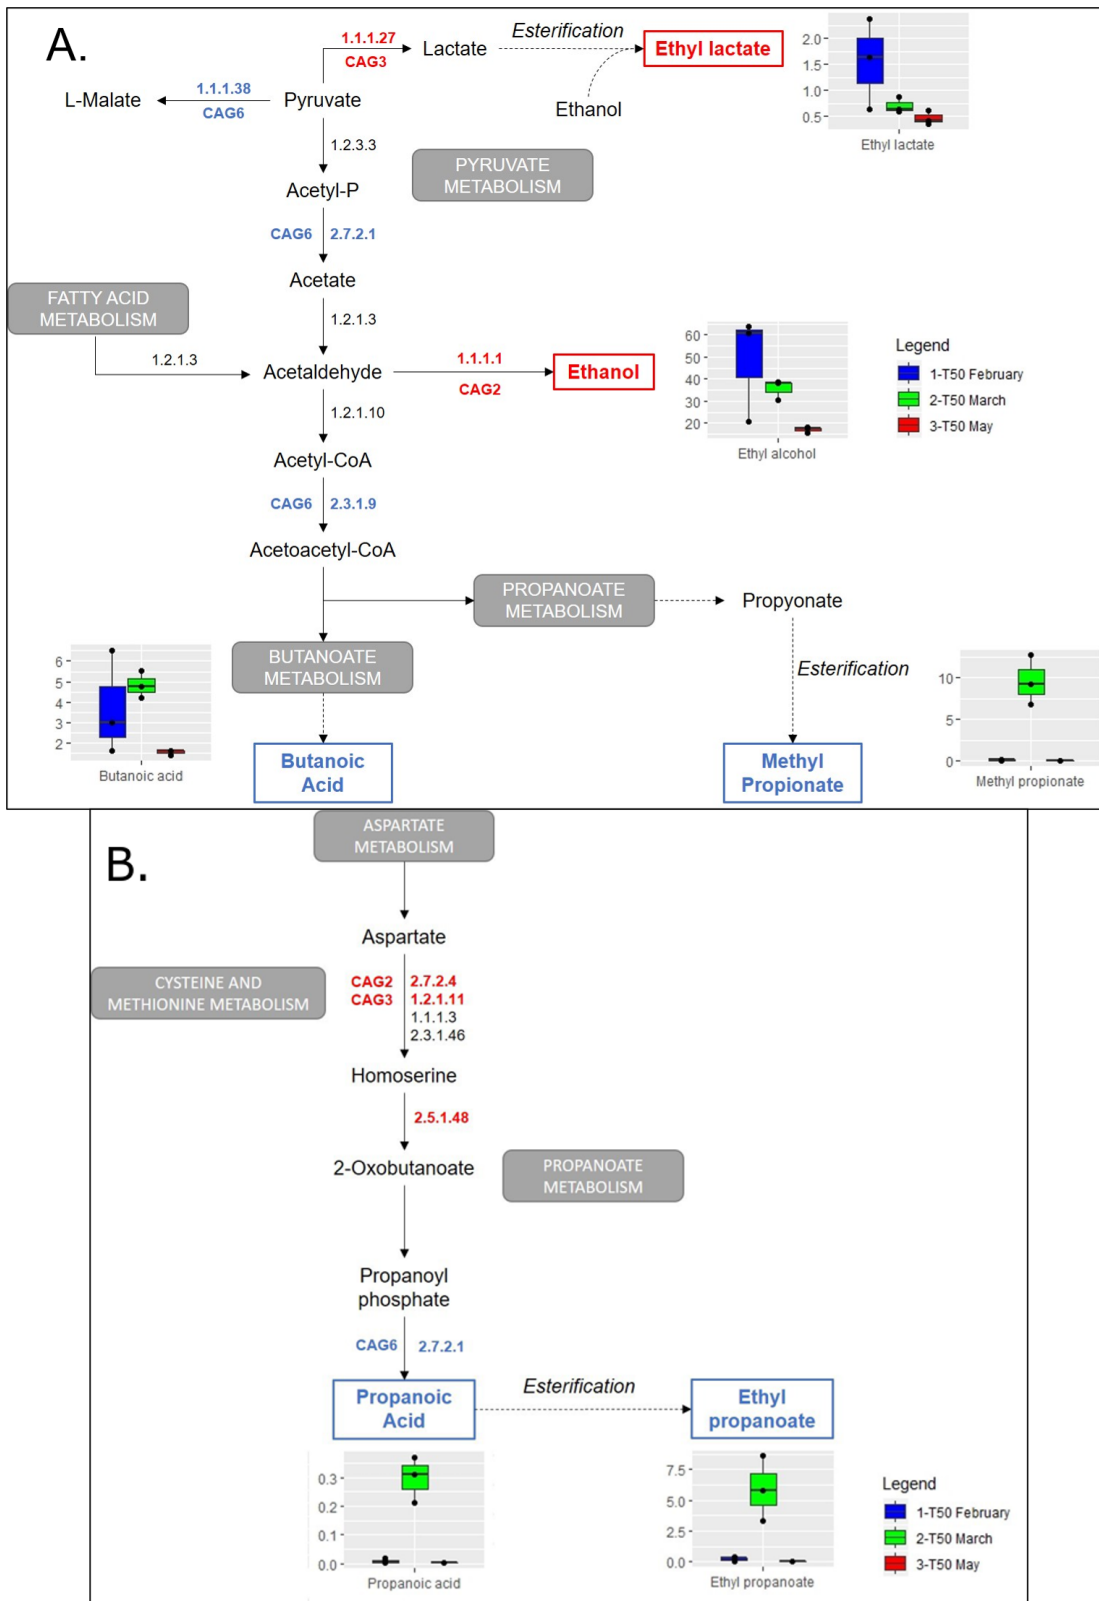 A.
1.1.1.27
CAG3
Lactate
Esterification
Ethyl lactate
Ethanol
2.0
1.5
1.0
0.5
Ethyl lactate
L-Malate
1.1.1.38
CAG6
Pyruvate
1.2.3.3
PYRUVATE
METABOLISM
Acetyl-P
CAG6
2.7.2.1
Acetate
FATTY ACID
METABOLISM
1.2.1.3
1.2.1.3
Acetaldehyde
1.1.1.1
CAG2
Ethanol
60
50
40
30
20
Ethyl alcohol
Legend
1-T50 February
2-T50 March
3-T50 May
1.2.1.10
Acetyl-CoA
CAG6
2.3.1.9
Acetoacetyl-CoA
PROPANOATE
METABOLISM
Propyonate
BUTANOATE
METABOLISM
Esterification
6
5
4
3
2
Butanoic acid
Butanoic
Acid
Methyl
Propionate
10
5
0
Methyl propionate
B.
ASPARTATE
METABOLISM
Aspartate
CYSTEINE AND
METHIONINE METABOLISM
CAG2
CAG3
2.7.2.4
1.2.1.11
1.1.1.3
2.3.1.46
Homoserine
2.5.1.48
2-Oxobutanoate
PROPANOATE
METABOLISM
Propanoyl
phosphate
CAG6
2.7.2.1
Propanoic
Acid
Esterification
Ethyl
propanoate
0.3
0.2
0.1
0.0
Propanoic acid
7.5
5.0
2.5
0.0
Ethyl propanoate
Legend
1-T50 February
2-T50 March
3-T50 May